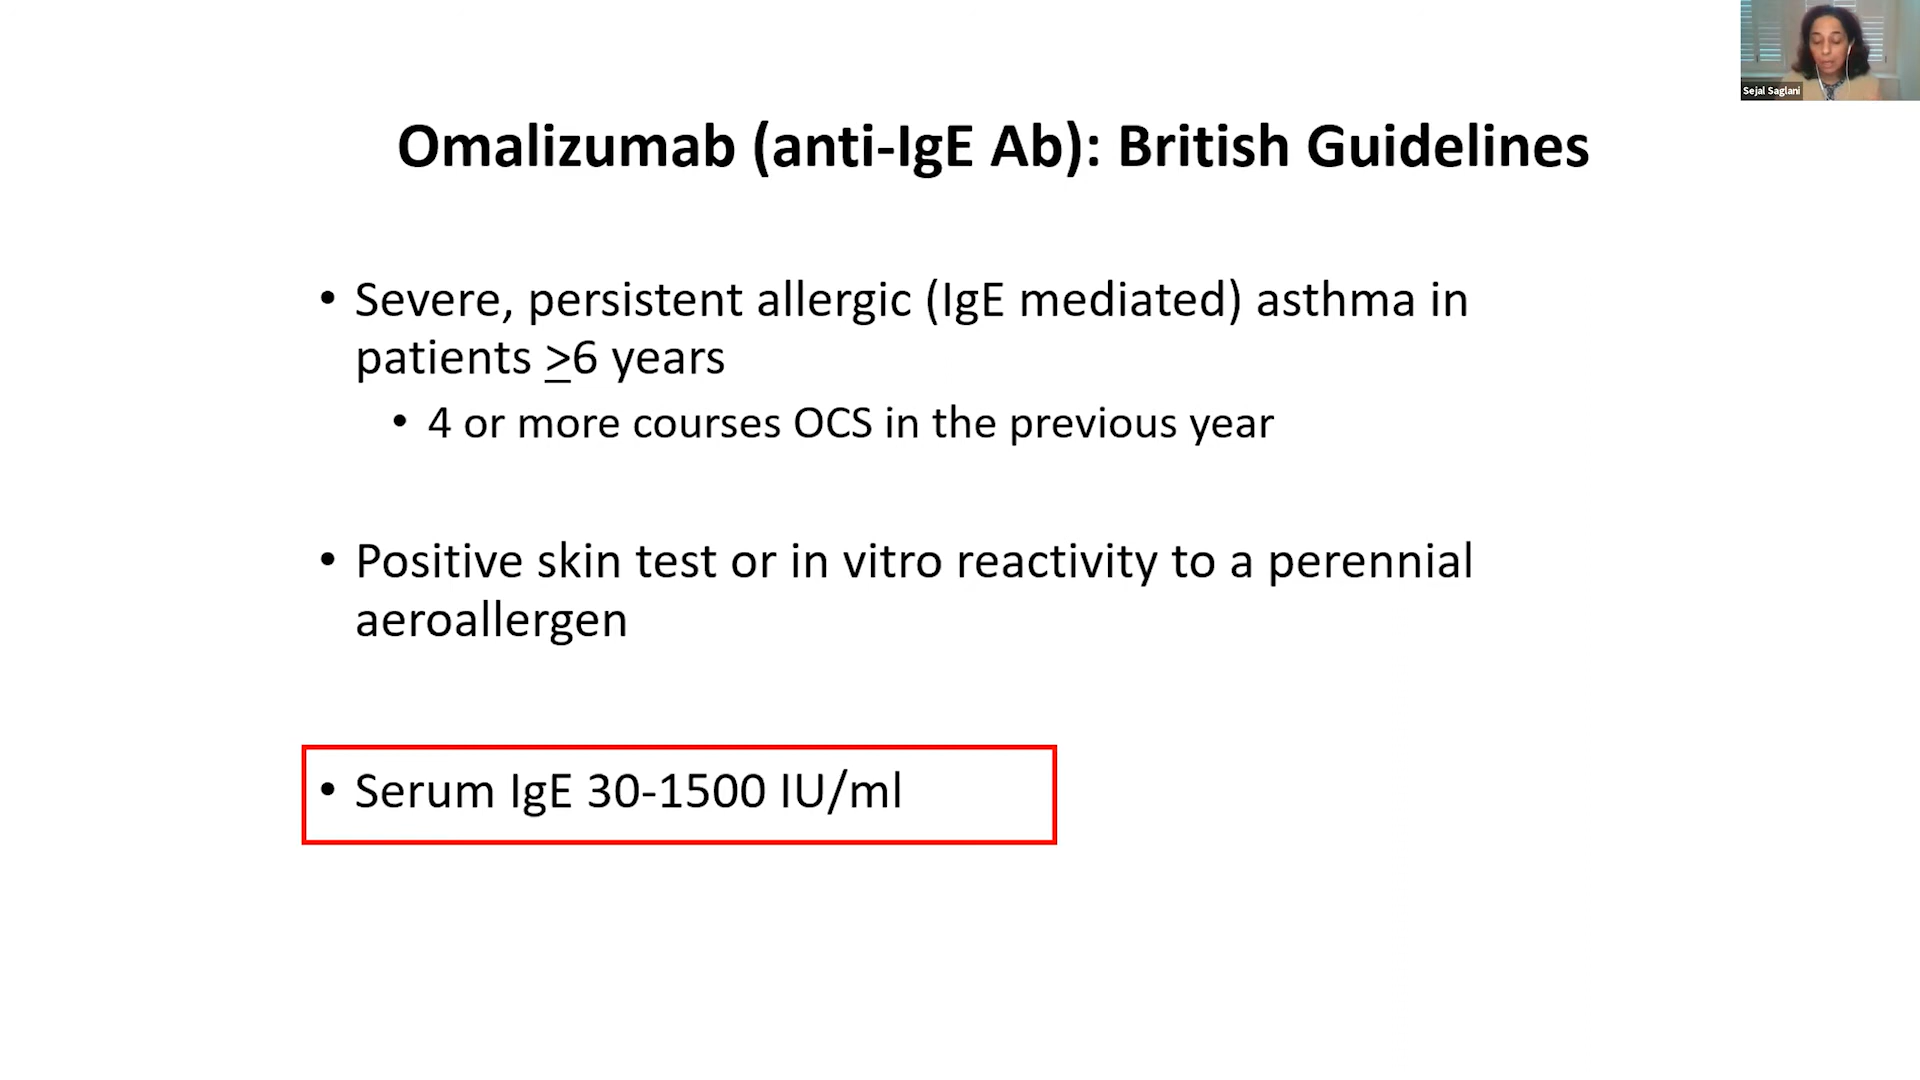 Sejal Saglani
Omalizumab (anti-IgE Ab): British Guidelines
• Severe, persistent allergic (IgE mediated) asthma in
patients >6 years
• 4 or more courses OCS in the previous year
• Positive skin test or in vitro reactivity to a perennial
aeroallergen
• Serum IgE 30-1500 IU/ml